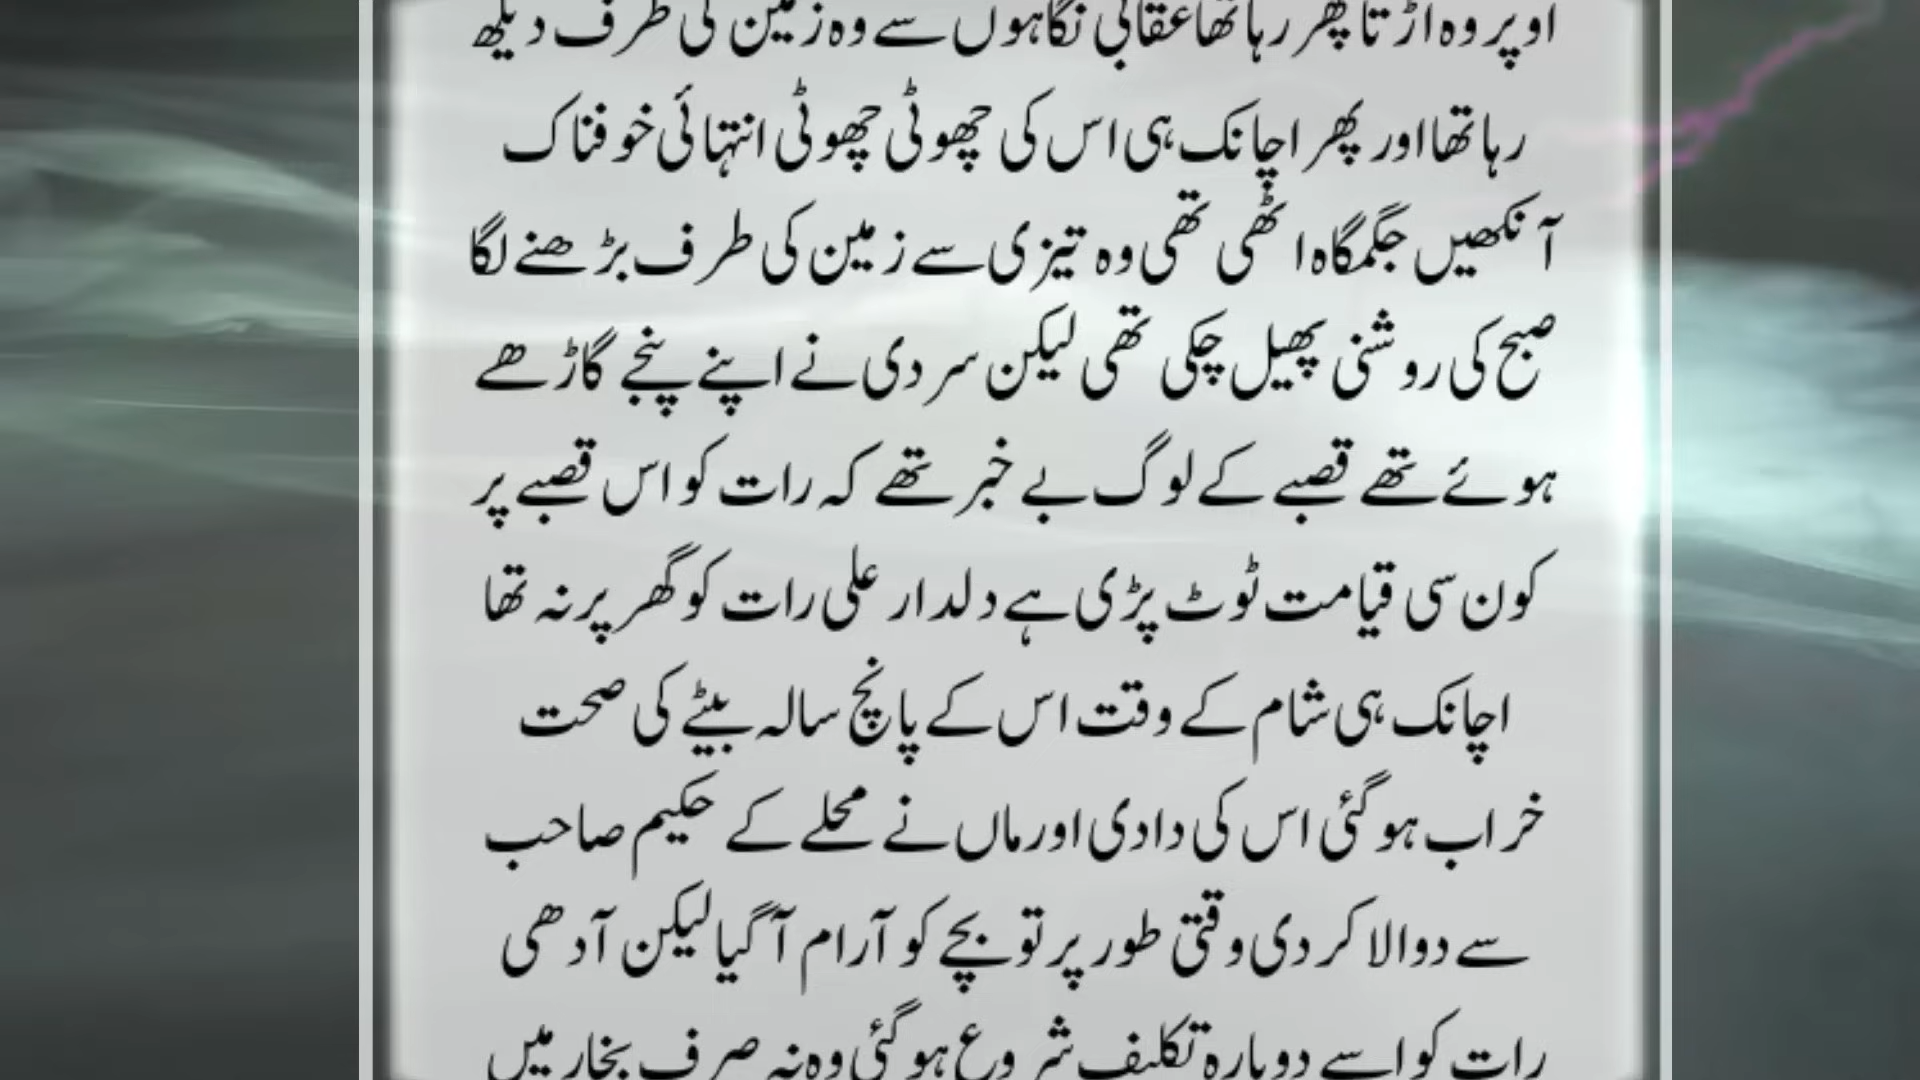 اوپر وہ اڑتا پھر رہا تھا عقابی نگاہوں سے وہ زمین کی طرف دیکھ
رہا تھا اور پھر اچانک ہی اس کی چھوٹی چھوٹی انتہائی خوفناک
آنکھیں جگمگاہ اٹھی تھی وہ تیزی سے زمین کی طرف بڑھنے لگا
صبح کی روشنی پھیل چکی تھی لیکن سردی نے اپنے پنجے گاڑھے
ہوئے تھے قصبے کے لوگ بے خبر تھے کہ رات کو اس قصبے پر
کون سی قیامت ٹوٹ پڑی ہے دلدار علی رات کو گھر پر نہ تھا
اچانک ہی شام کے وقت اس کے پانچ سالہ بیٹے کی صحت
خراب ہوگئی اس کی دادی اور ماں نے محلے کے حکیم صاحب
سے دوا لا کر دی وقتی طور پر تو بچے کو آرام آگیا لیکن آدھی
رات کو اسے دوبارہ تکلیف شروع ہوگئی وہ نہ صرف بخار میں